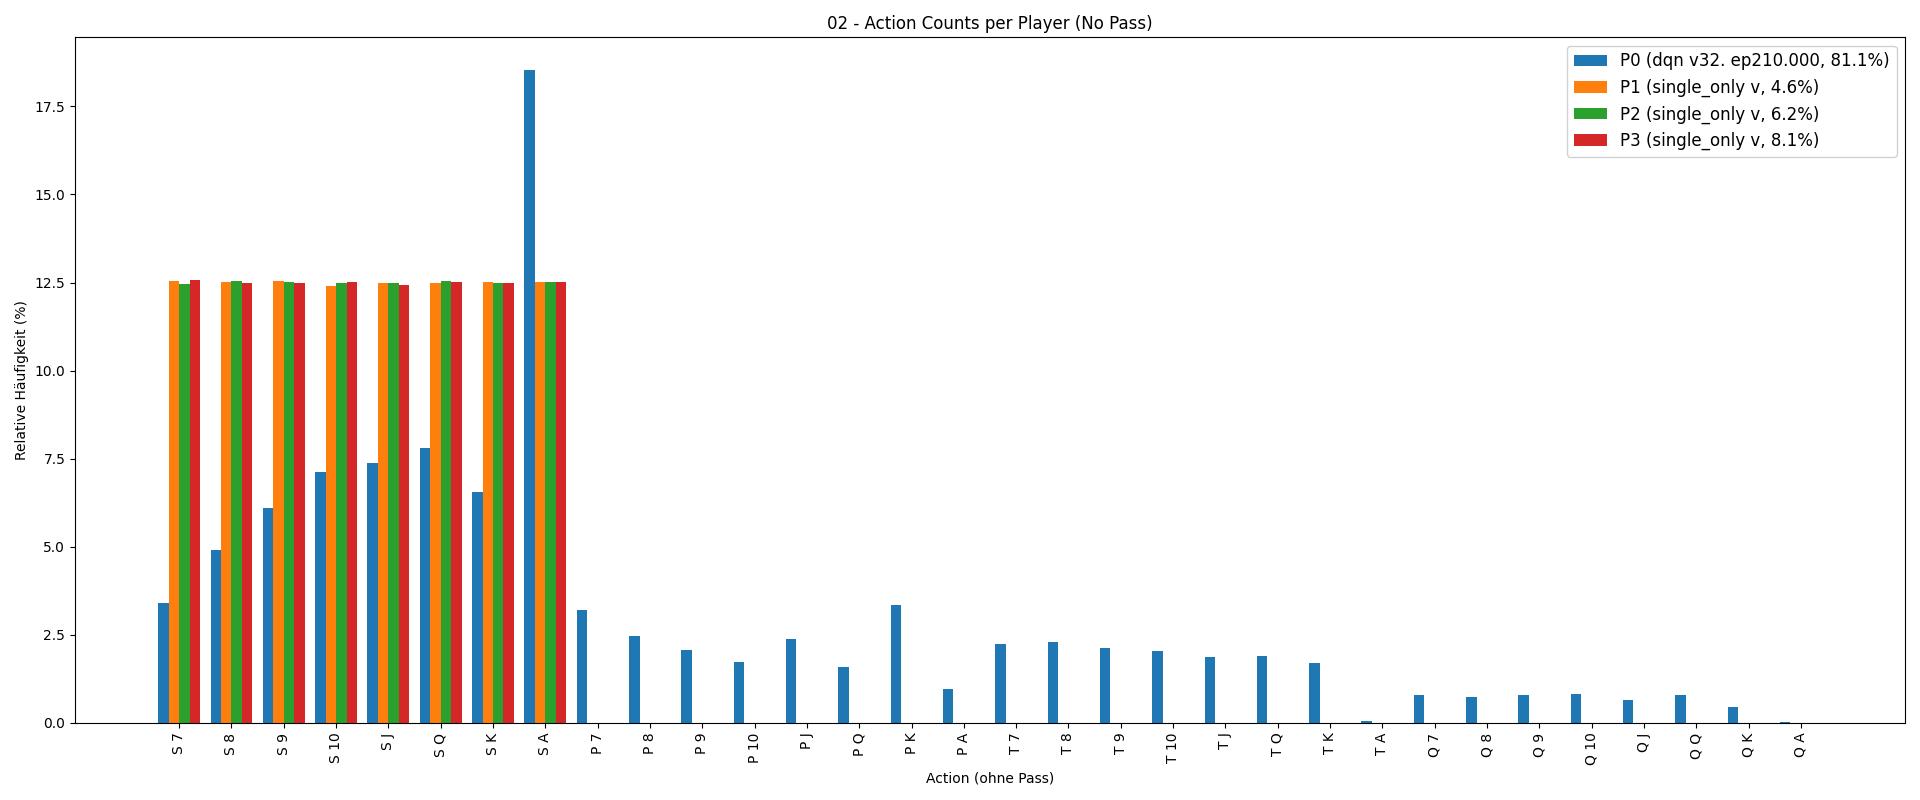 02 - Action Counts per Player (No Pass)
P0 (dqn v32. ep210.000, 81.1%)
P1 (single_only v, 4.6%)
P2 (single_only v, 6.2%)
P3 (single_only v, 8.1%)
Relative Häufigkeit (%)
17.5
15.0
12.5
10.0
7.5
5.0
2.5
0.0
S 7
S 8
S 9
S 10
S J
S Q
S K
S A
P 7
P 8
P 9
P 10
P J
P Q
P K
P A
T 7
T 8
T 9
T 10
T J
T Q
T K
T A
Q 7
Q 8
Q 9
Q 10
Q J
Q Q
Q K
Q A
Action (ohne Pass)